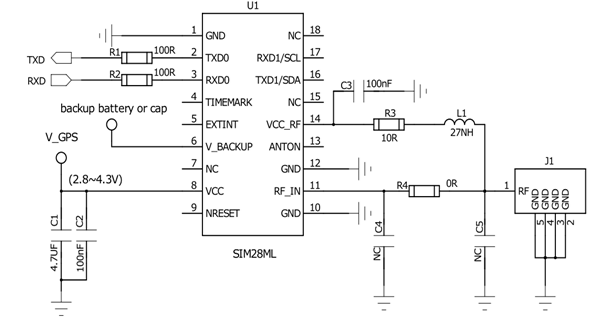 U1
1 GND NC 18
TXD R1 100R 2 TXD0 RXD1/SCL 17
RXD R2 100R 3 RXD0 TXD1/SDA 16
C3 100nF
4 TIMEMARK NC 15
backup battery or cap
5 EXTINT VCC_RF 14
R3 10R
L1 27NH
V_GPS
6 V_BACKUP ANTON 13
7 NC GND 12
(2.8~4.3V)
8 VCC RF_IN 11
R4 0R
J1
1 RF
GND GND GND GND
5 4 3 2
9 NRESET GND 10
C1 4.7UF
C2 100nF
C4 NC
C5 NC
SIM28ML